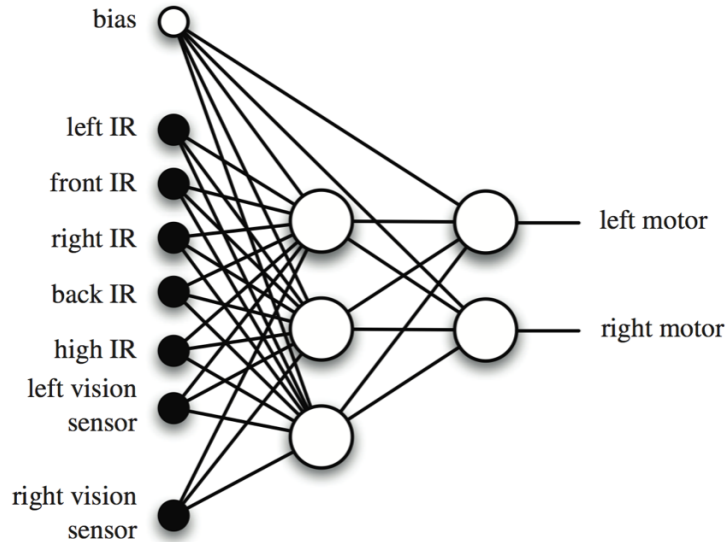 bias
left IR
front IR
right IR
back IR
high IR
left vision
sensor
right vision
sensor
left motor
right motor